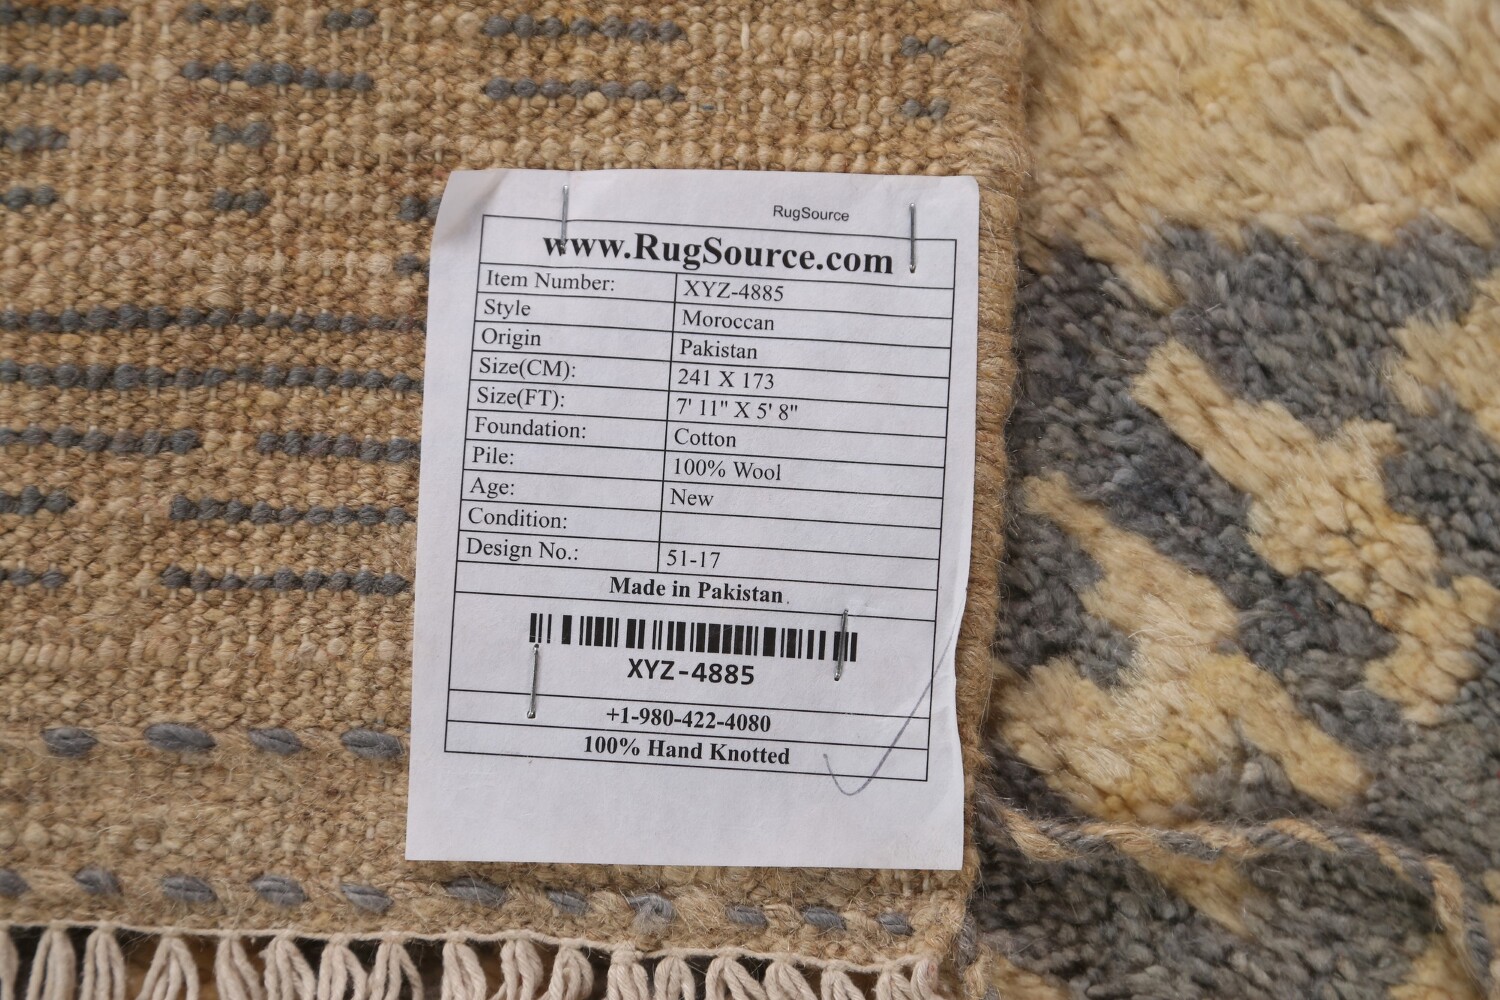 RugSource
www.RugSource.com
Item Number: XYZ-4885
Style Moroccan
Origin Pakistan
Size(CM): 241 X 173
Size(FT): 7' 11" X 5' 8"
Foundation: Cotton
Pile: 100% Wool
Age: New
Condition:
Design No.: 51-17
Made in Pakistan.
XYZ-4885
+1-980-422-4080
100% Hand Knotted